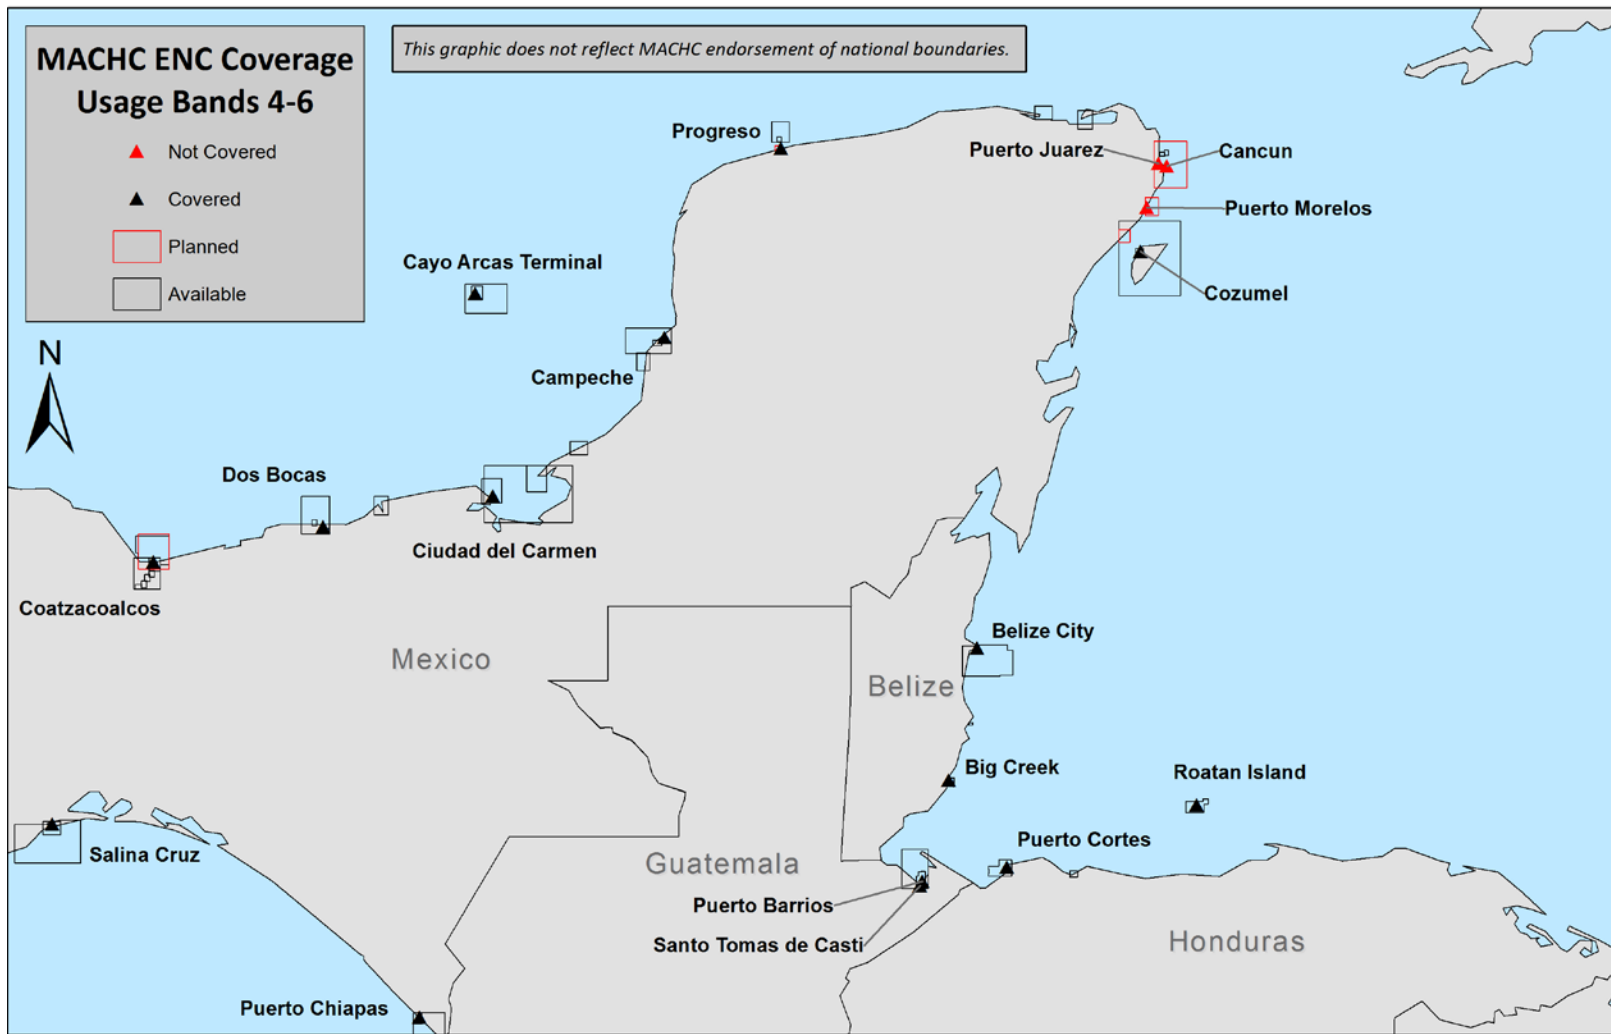 MACHC ENC Coverage
Usage Bands 4-6
Not Covered
Covered
Planned
Available
This graphic does not reflect MACHC endorsement of national boundaries.
N
Progreso
Puerto Juarez
Cancun
Puerto Morelos
Cayo Arcas Terminal
Cozumel
Campeche
Dos Bocas
Ciudad del Carmen
Coatzacoalcos
Mexico
Belize City
Belize
Big Creek
Roatan Island
Salina Cruz
Puerto Cortes
Guatemala
Puerto Barrios
Santo Tomas de Casti
Honduras
Puerto Chiapas